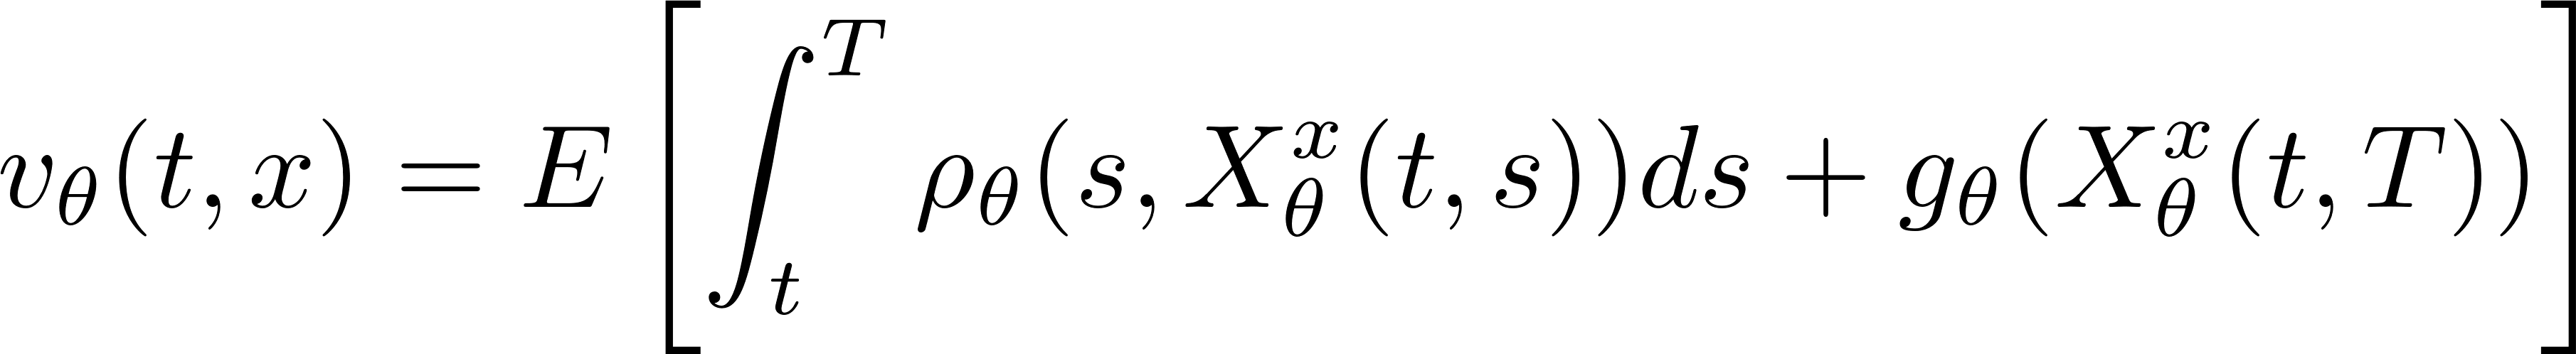 v_θ(t, x) = E [ ∫_t^T ρ_θ(s, X_θ^x(t, s))ds + g_θ(X_θ^x(t, T)) ]